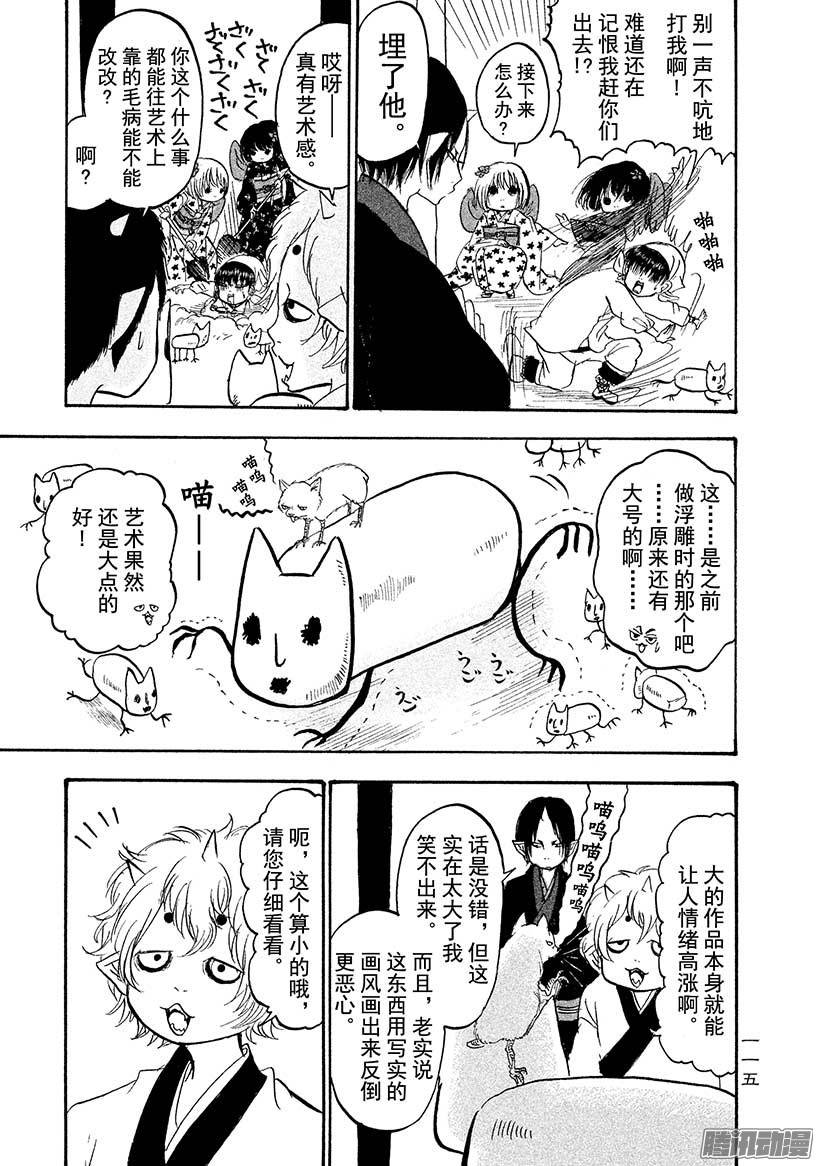 别一声不吭地
打我啊！
难道还在
记恨我赶你们
出去!?
接下来
怎么办？
埋了他。
啪啪啪
哎呀——
真有艺术感。
ざく
ざく
ざく
ざく
你这个什么事
都能往艺术上
靠的毛病能不能
改改？
啊？
这……是之前
做浮雕时的那个吧
……原来还有
大号的啊……
喵呜
喵呜
喵——
うご
うご
うご
艺术果然
还是大点的
好！
大的作品本身就能
让人情绪高涨啊。
喵呜喵呜喵呜
话是没错，但这
实在太大了我
笑不出来。
而且，老实说
这东西用写实的
画风画出来反倒
更恶心。
呃，这个算小的哦，
请您仔细看看。
一一五
腾讯动漫